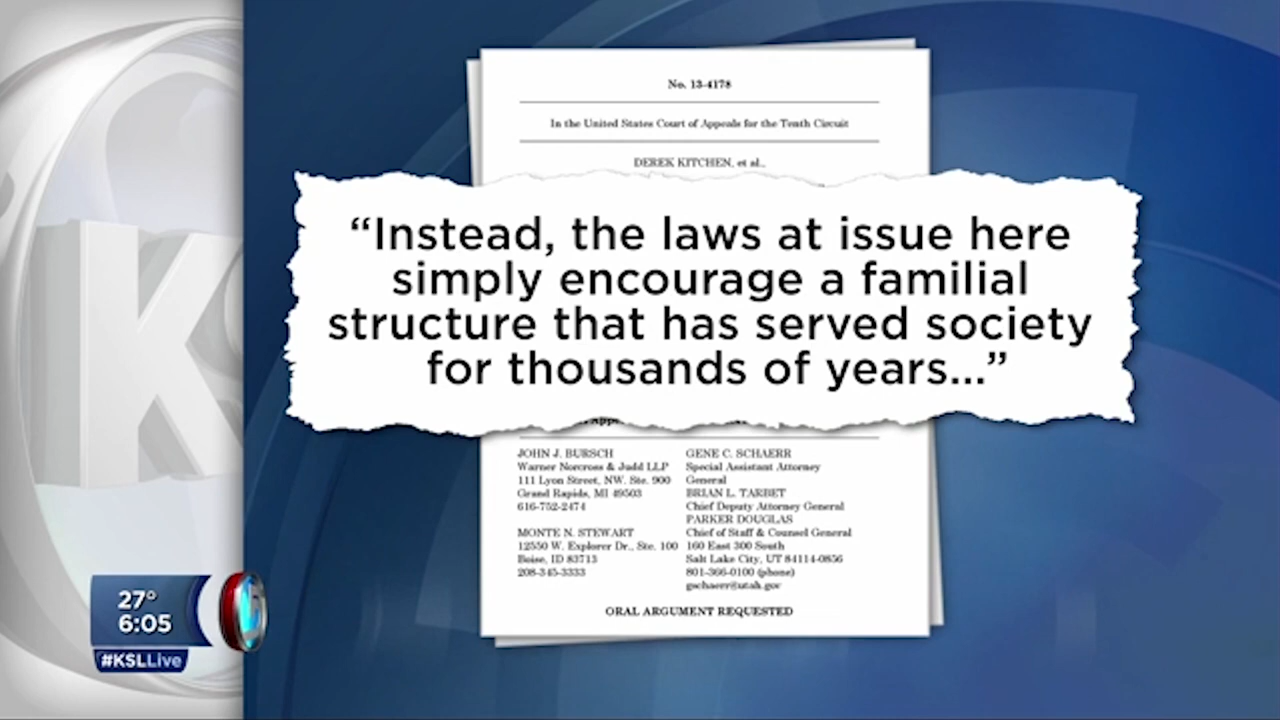 No. 13-4178
In the United States Court of Appeals for the Tenth Circuit
DEREK KITCHEN, et al.,
“Instead, the laws at issue here
simply encourage a familial
structure that has served society
for thousands of years...”
JOHN J. BURSCH
Warner Norcross & Judd LLP
111 Lyon Street, NW. Ste. 900
Grand Rapids, MI 49503
616-752-2474
MONTE N. STEWART
12550 W. Explorer Dr., Ste. 100
Boise, ID 83713
208-345-3333
GENE C. SCHAERR
Special Assistant Attorney
General
BRIAN L. TARBET
Chief Deputy Attorney General
PARKER DOUGLAS
Chief of Staff & Counsel General
160 East 300 South
Salt Lake City, UT 84114-0856
801-366-0100 (phone)
gschaerr@utah.gov
ORAL ARGUMENT REQUESTED
K
27°
6:05
#KSLLive